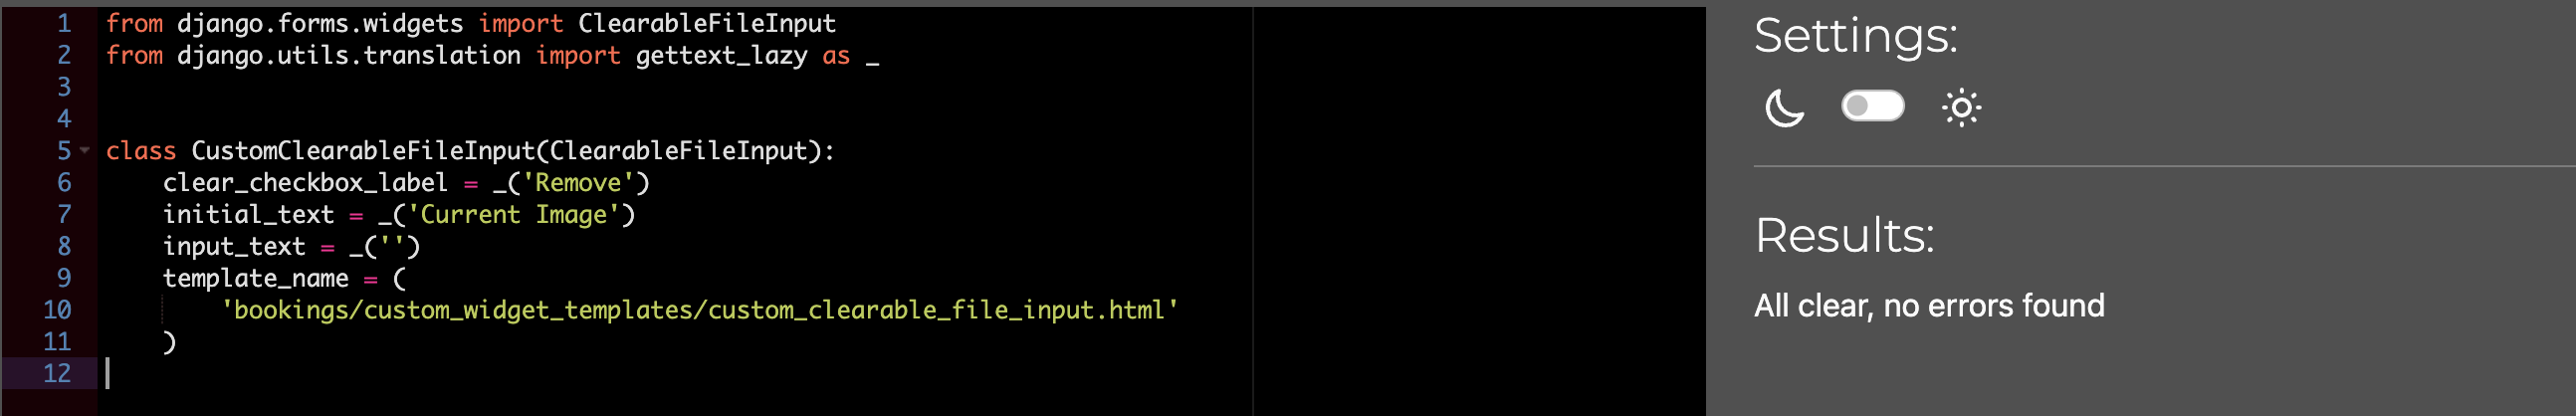 1 from django.forms.widgets import ClearableFileInput
2 from django.utils.translation import gettext_lazy as _
3
4
5 class CustomClearableFileInput(ClearableFileInput):
6     clear_checkbox_label = _('Remove')
7     initial_text = _('Current Image')
8     input_text = _('')
9     template_name = (
10         'bookings/custom_widget_templates/custom_clearable_file_input.html'
11     )
12
Settings:
Results:
All clear, no errors found